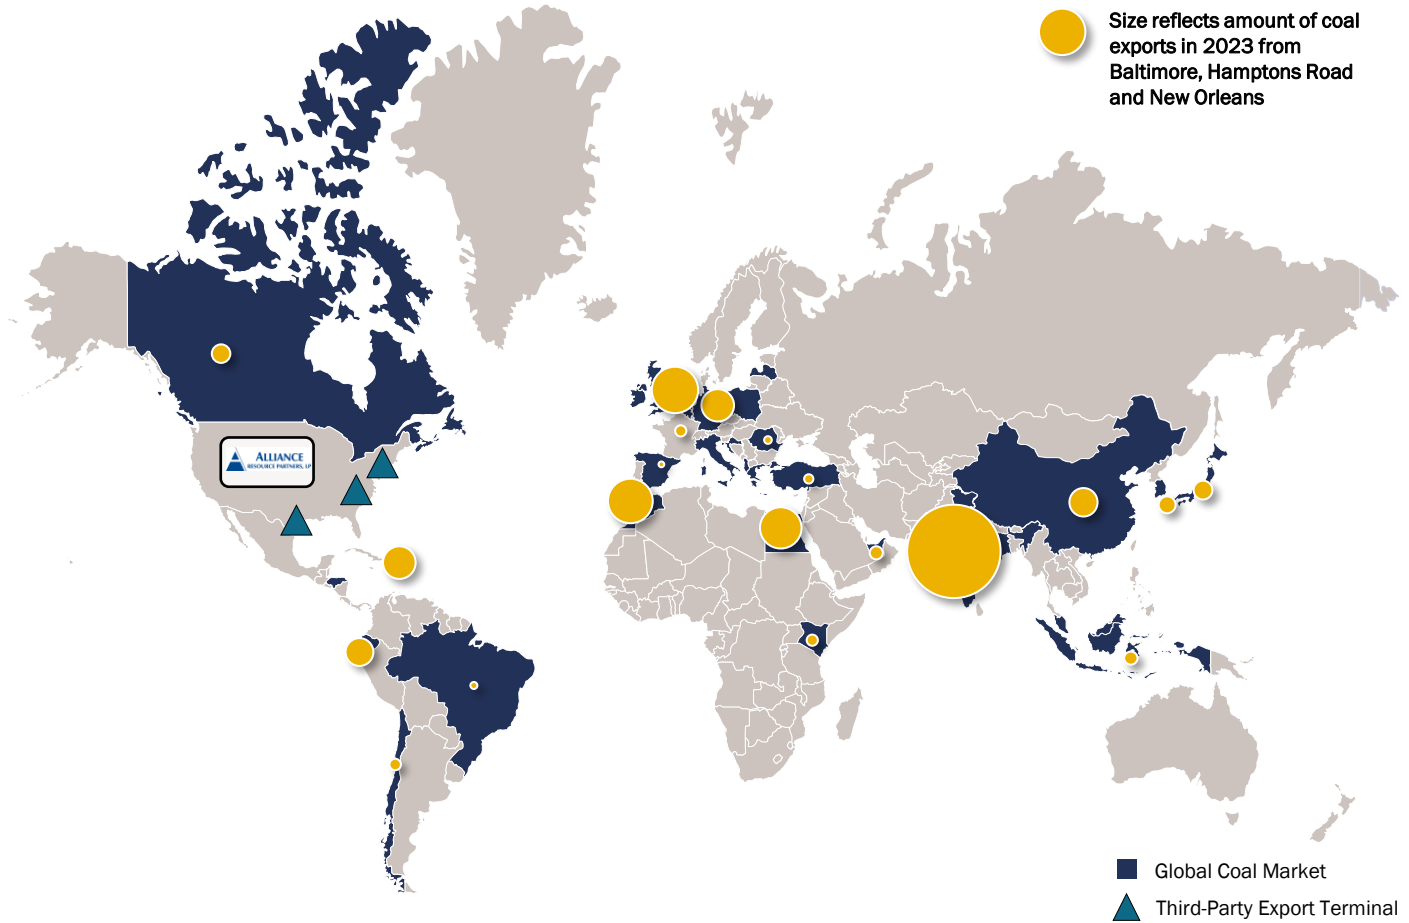 Size reflects amount of coal
exports in 2023 from
Baltimore, Hamptons Road
and New Orleans
ALLIANCE
RESOURCE PARTNERS, LP
Global Coal Market
Third-Party Export Terminal